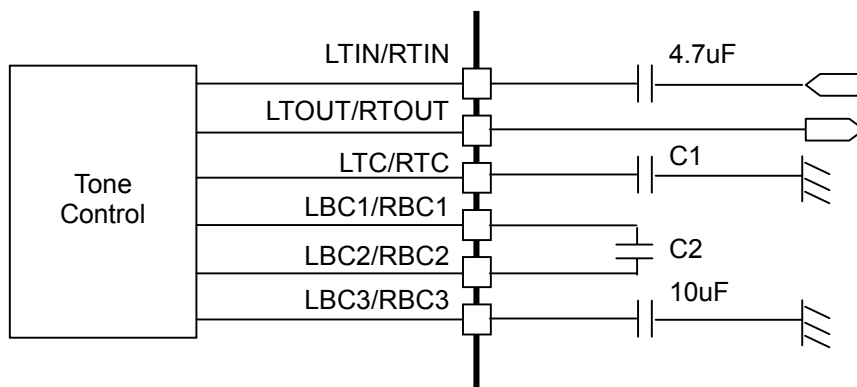 LTIN/RTIN
4.7uF
LTOUT/RTOUT
LTC/RTC
C1
Tone
Control
LBC1/RBC1
LBC2/RBC2
C2
LBC3/RBC3
10uF